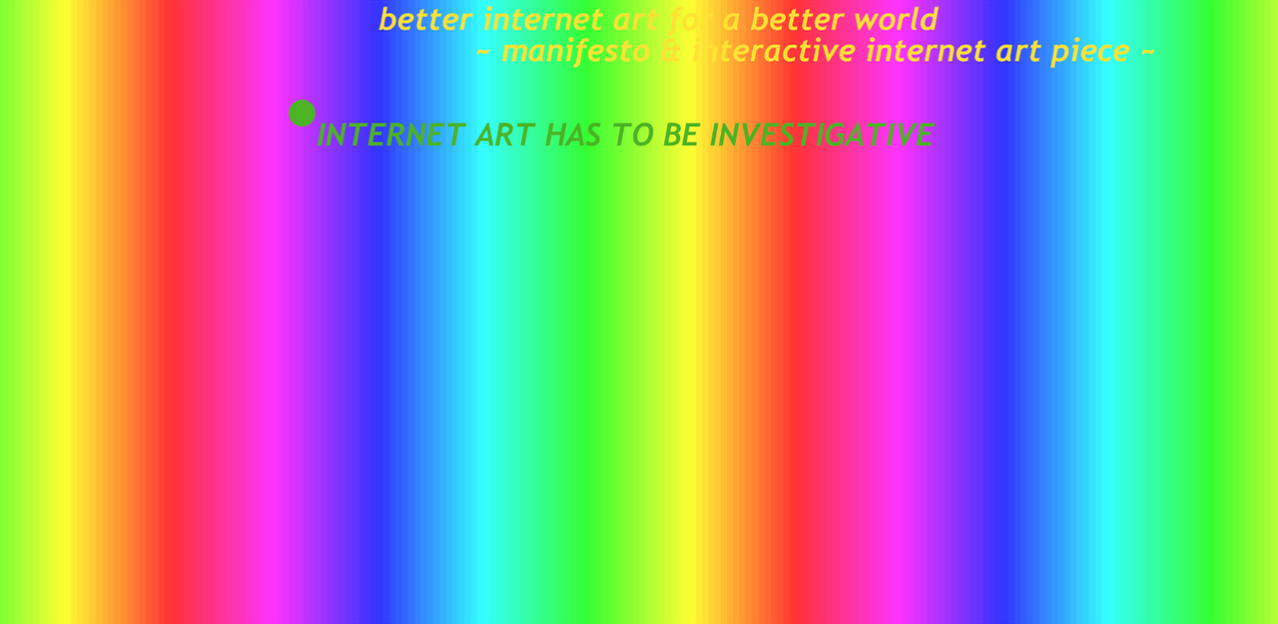 better internet art for a better world
~ manifesto & interactive internet art piece ~
INTERNET ART HAS TO BE INVESTIGATIVE